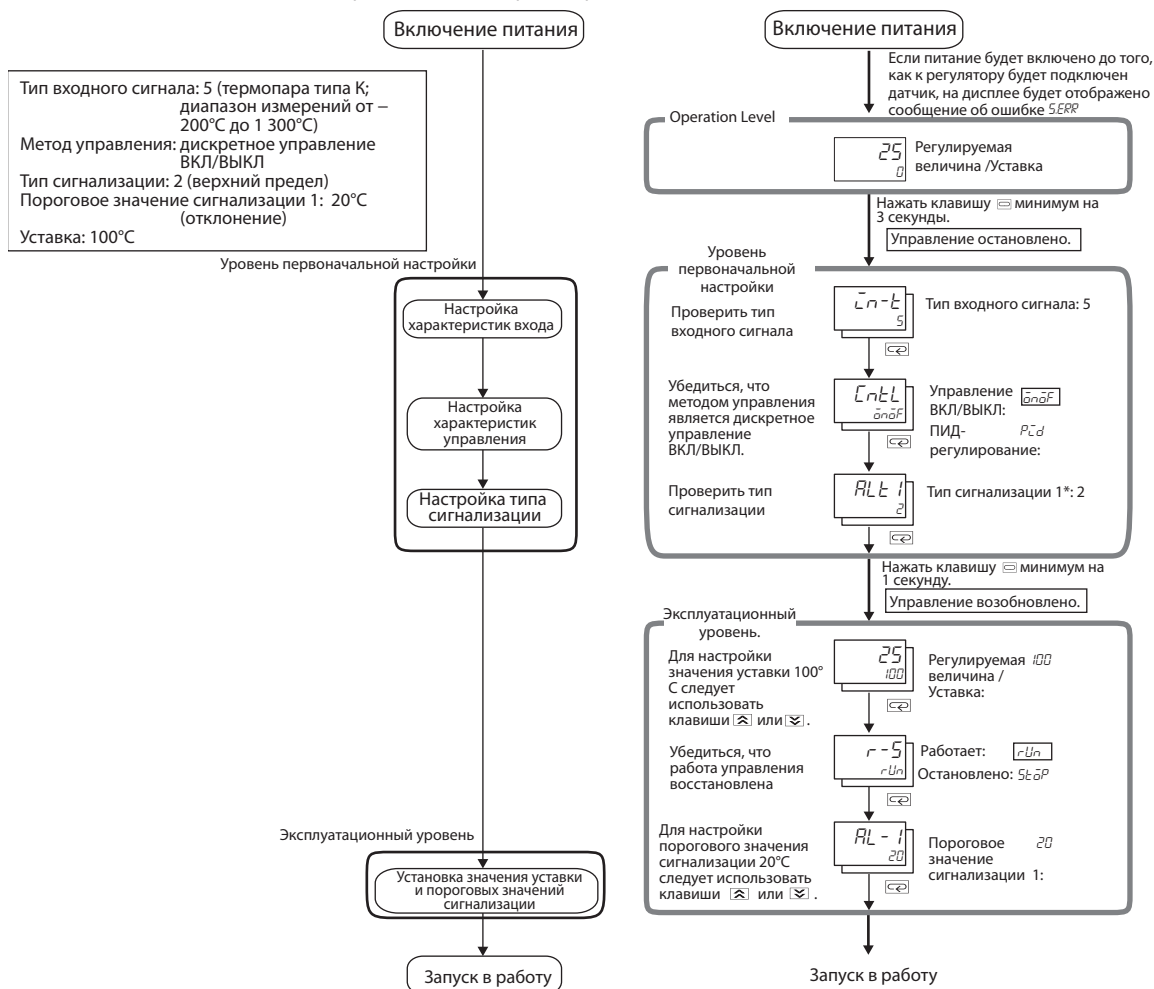 Включение питания
Тип входного сигнала: 5 (термопара типа K;
диапазон измерений от –
200°C до 1 300°C)
Метод управления: дискретное управление
ВКЛ/ВЫКЛ
Тип сигнализации: 2 (верхний предел)
Пороговое значение сигнализации 1: 20°C
(отклонение)
Уставка: 100°C
Уровень первоначальной настройки
Настройка
характеристик входа
Настройка
характеристик
управления
Настройка типа
сигнализации
Эксплуатационный уровень
Установка значения уставки
и пороговых значений
сигнализации
Запуск в работу
Включение питания
Если питание будет включено до того,
как к регулятору будет подключен
датчик, на дисплее будет отображено
сообщение об ошибке S.ERR
Operation Level
25
0
Регулируемая
величина /Уставка
Нажать клавишу минимум на
3 секунды.
Управление остановлено.
Уровень
первоначальной
настройки
Проверить тип
входного сигнала
in-t
5
Тип входного сигнала: 5
Убедиться, что
методом управления
является дискретное
управление
ВКЛ/ВЫКЛ.
CntL
onoF
Управление onoF
ВКЛ/ВЫКЛ:
ПИД- Pid
регулирование:
Проверить тип
сигнализации
ALt1
2
Тип сигнализации 1*: 2
Нажать клавишу минимум на
1 секунду.
Управление возобновлено.
Эксплуатационный
уровень.
Для настройки
значения уставки 100°
C следует
использовать
клавиши или .
25
100
Регулируемая 100
величина /
Уставка:
Убедиться, что
работа управления
восстановлена
r-S
rUn
Работает: rUn
Остановлено: StoP
Для настройки
порогового значения
сигнализации 20°C
следует использовать
клавиши или .
AL-1
20
Пороговое 20
значение
сигнализации 1:
Запуск в работу